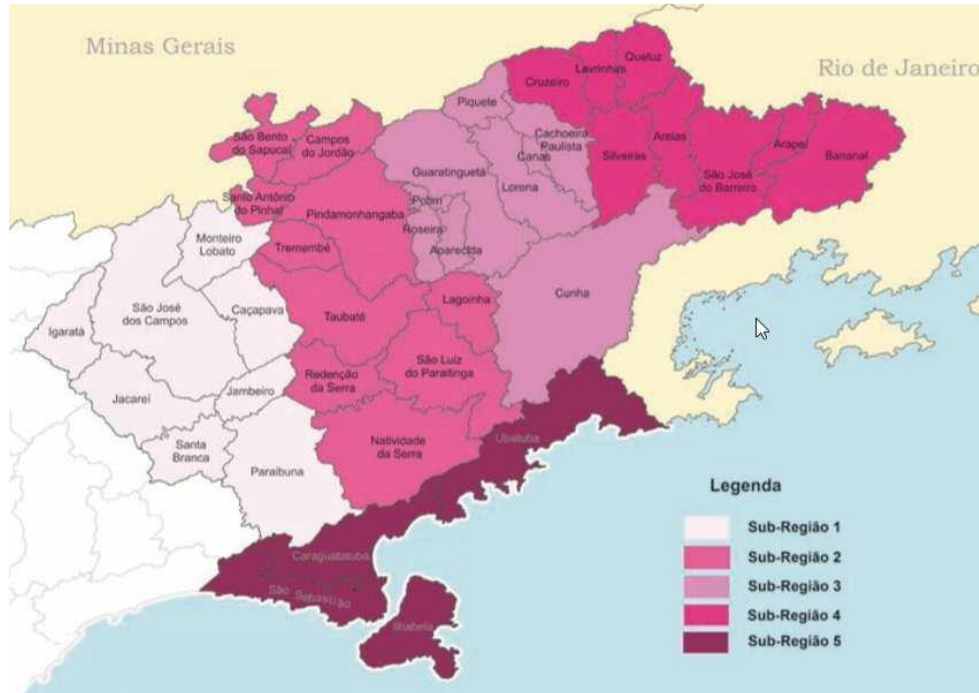 Minas Gerais
Rio de Janeiro
Queluz
Lavrinhas
Cruzeiro
Piquete
Cachoeira
Paulista
Canas
Silveiras
Areias
Arapeí
Bananal
São José
do Barreiro
São Bento
do Sapucaí
Campos
do Jordão
Guaratinguetá
Lorena
Santo Antônio
do Pinhal
Pindamonhangaba
Potim
Roseira
Aparecida
Monteiro
Lobato
Tremembé
Cunha
Lagoinha
São José
dos Campos
Caçapava
Taubaté
Igaratá
São Luiz
do Paraitinga
Redenção
da Serra
Jambeiro
Jacareí
Santa
Branca
Natividade
da Serra
Ubatuba
Paraibuna
Caraguatatuba
São Sebastião
Ilhabela
Legenda
Sub-Região 1
Sub-Região 2
Sub-Região 3
Sub-Região 4
Sub-Região 5